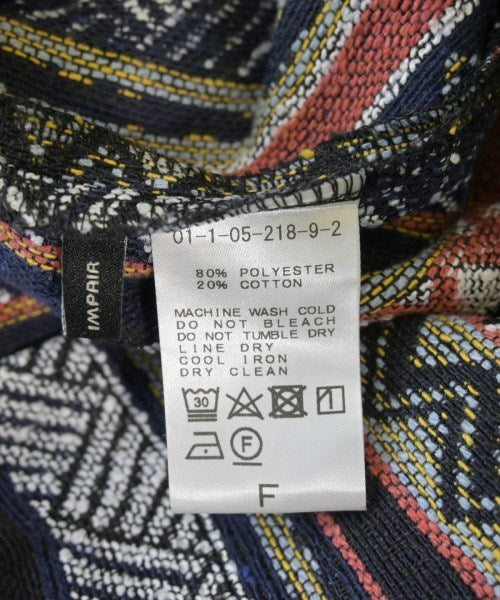 01-1-05-218-9-2
80% POLYESTER
20% COTTON
MACHINE WASH COLD
DO NOT BLEACH
DO NOT TUMBLE DRY
LINE DRY
COOL IRON
DRY CLEAN
30
F
F
IMPAIR